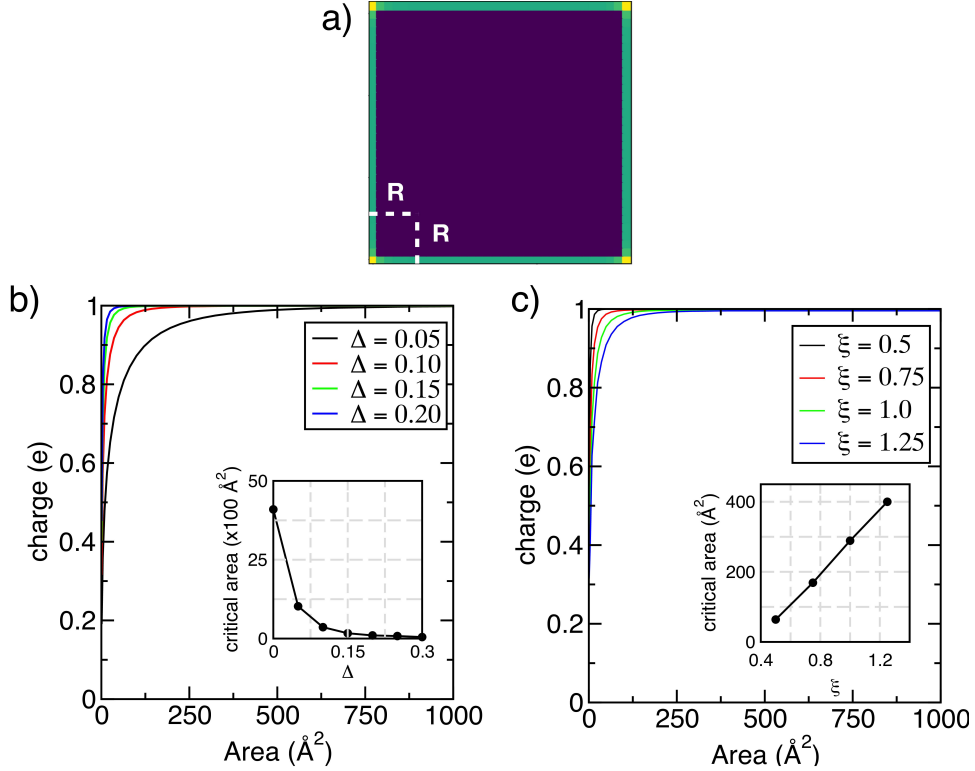 a)
R
R
b)
1
0.8
0.6
0.4
0.2
0
charge (e)
Δ = 0.05
Δ = 0.10
Δ = 0.15
Δ = 0.20
critical area (x100 Å²)
50
25
0
0 0.15 0.3
Δ
0 250 500 750 1000
Area (Å²)
c)
1
0.8
0.6
0.4
0.2
0
charge (e)
ξ = 0.5
ξ = 0.75
ξ = 1.0
ξ = 1.25
critical area (Å²)
400
200
0
0.4 0.8 1.2
ξ
0 250 500 750 1000
Area (Å²)